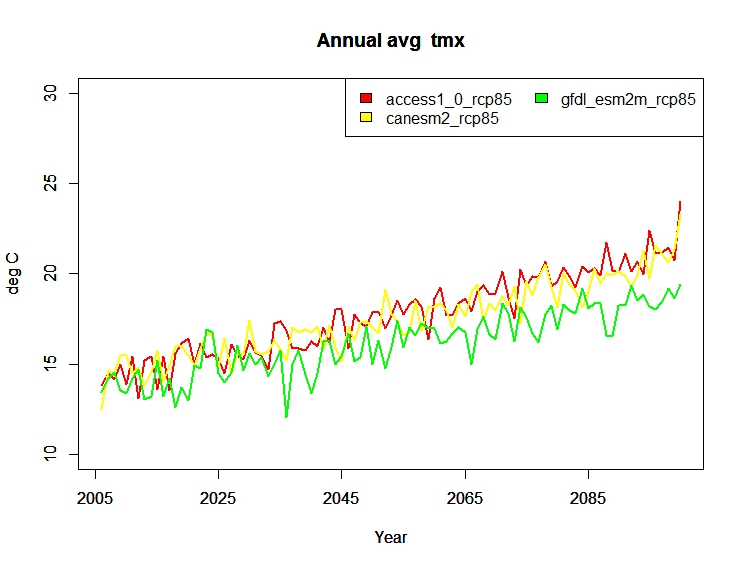 Annual avg  tmx
access1_0_rcp85 gfdl_esm2m_rcp85
canesm2_rcp85
30
25
20
15
10
deg C
2005 2025 2045 2065 2085
Year